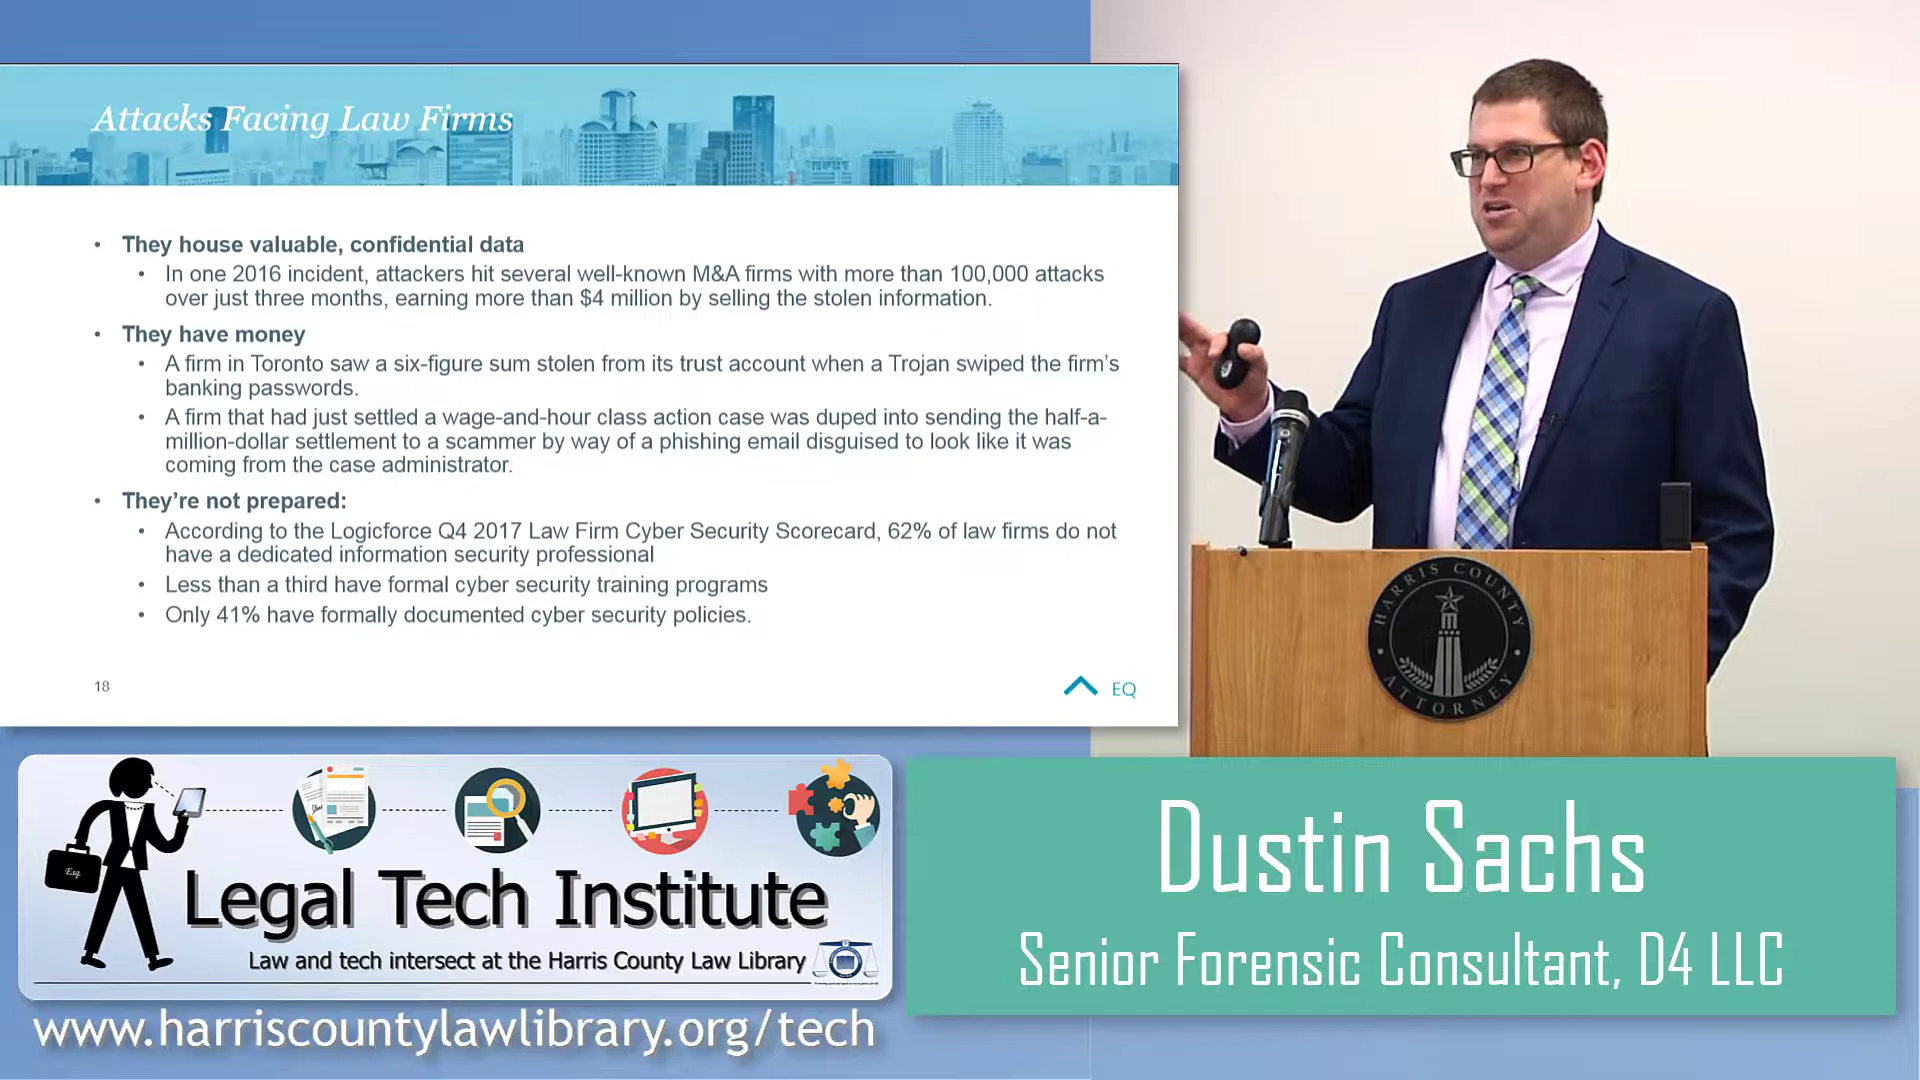 Attacks Facing Law Firms
• They house valuable, confidential data
• In one 2016 incident, attackers hit several well-known M&A firms with more than 100,000 attacks
over just three months, earning more than $4 million by selling the stolen information.
• They have money
• A firm in Toronto saw a six-figure sum stolen from its trust account when a Trojan swiped the firm’s
banking passwords.
• A firm that had just settled a wage-and-hour class action case was duped into sending the half-a-
million-dollar settlement to a scammer by way of a phishing email disguised to look like it was
coming from the case administrator.
• They’re not prepared:
• According to the Logicforce Q4 2017 Law Firm Cyber Security Scorecard, 62% of law firms do not
have a dedicated information security professional
• Less than a third have formal cyber security training programs
• Only 41% have formally documented cyber security policies.
18
EQ
HARRIS COUNTY
ATTORNEY
Esq.
Legal Tech Institute
Law and tech intersect at the Harris County Law Library
www.harriscountylawlibrary.org/tech
Dustin Sachs
Senior Forensic Consultant, D4 LLC